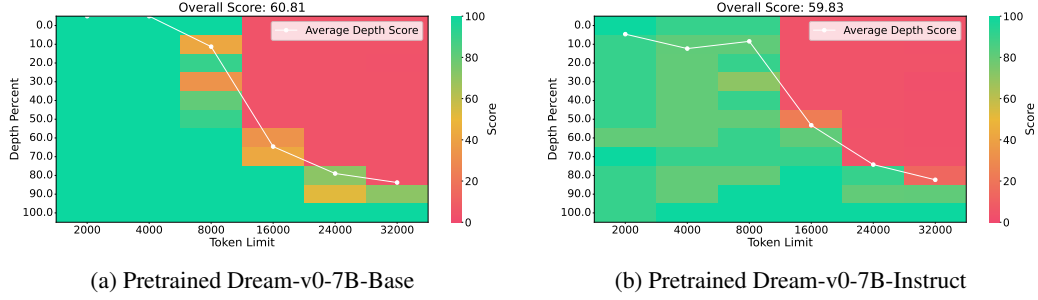 Overall Score: 60.81
Average Depth Score
Depth Percent
0.0
10.0
20.0
30.0
40.0
50.0
60.0
70.0
80.0
90.0
100.0
2000 4000 8000 16000 24000 32000
Token Limit
100
80
60
40
20
0
Score
(a) Pretrained Dream-v0-7B-Base
Overall Score: 59.83
Average Depth Score
Depth Percent
0.0
10.0
20.0
30.0
40.0
50.0
60.0
70.0
80.0
90.0
100.0
2000 4000 8000 16000 24000 32000
Token Limit
100
80
60
40
20
0
Score
(b) Pretrained Dream-v0-7B-Instruct